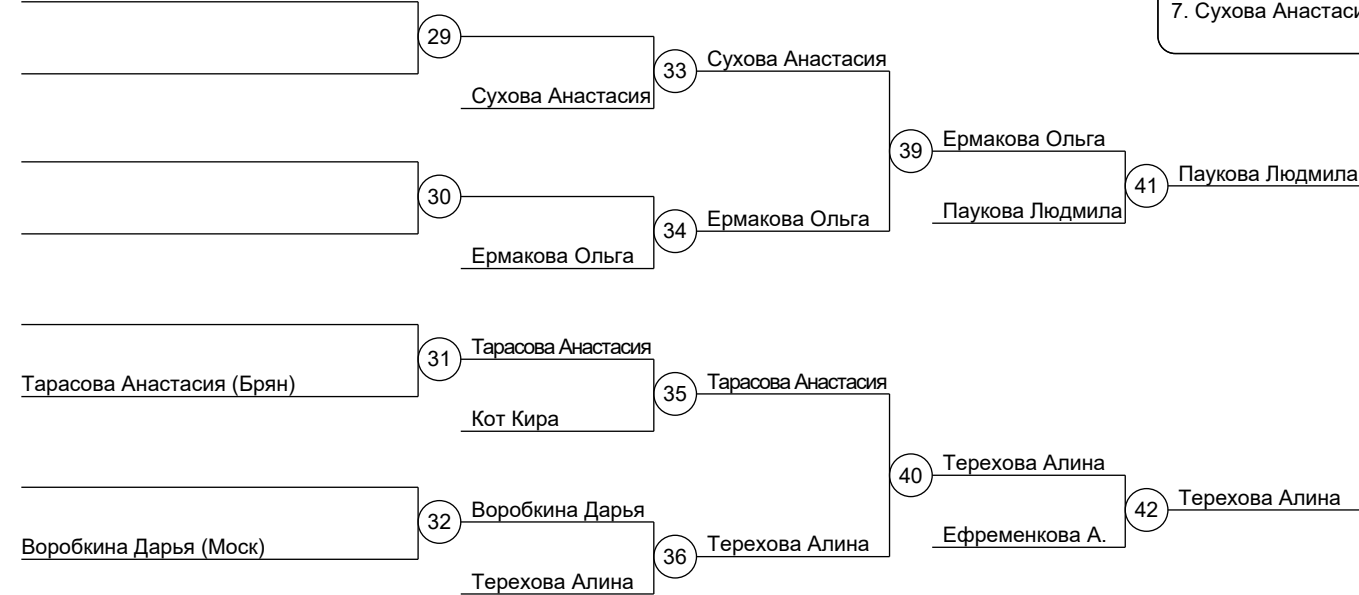 7. Сухова
29
Сухова Анастасия
33
Сухова Анастасия
39
Ермакова Ольга
Паукова Людмила
41
Паукова Людмила
30
Ермакова Ольга
34
Ермакова Ольга
31
Тарасова Анастасия
Тарасова Анастасия (Брян)
Кот Кира
35
Тарасова Анастасия
40
Терехова Алина
Ефременкова А.
42
Терехова Алина
32
Воробкина Дарья
Воробкина Дарья (Моск)
Терехова Алина
36
Терехова Алина